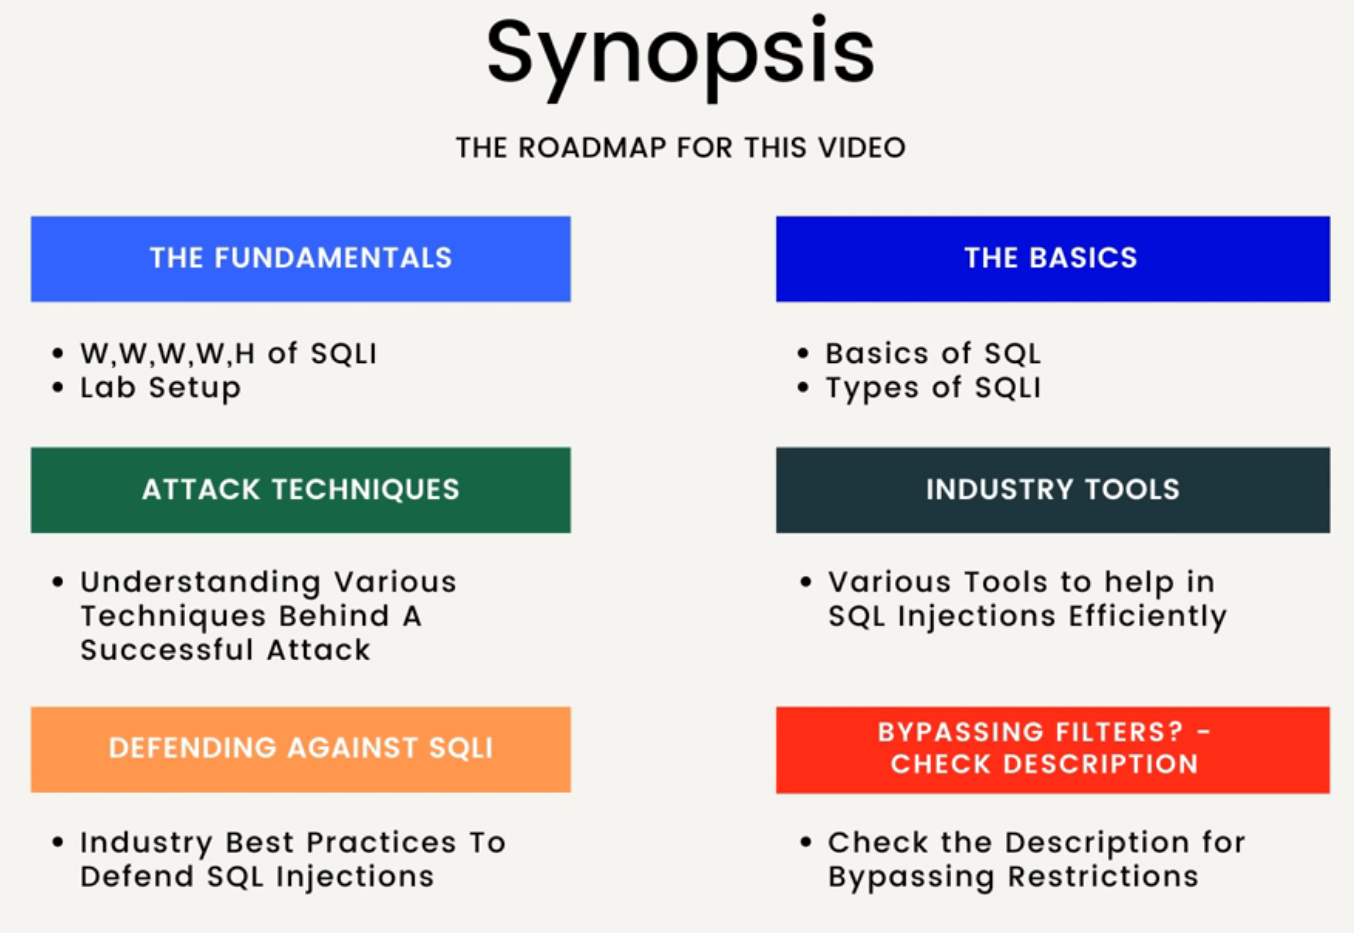 Synopsis
THE ROADMAP FOR THIS VIDEO
THE FUNDAMENTALS
• W,W,W,W,H of SQLI
• Lab Setup
THE BASICS
• Basics of SQL
• Types of SQLI
ATTACK TECHNIQUES
• Understanding Various
Techniques Behind A
Successful Attack
INDUSTRY TOOLS
• Various Tools to help in
SQL Injections Efficiently
DEFENDING AGAINST SQLI
• Industry Best Practices To
Defend SQL Injections
BYPASSING FILTERS? -
CHECK DESCRIPTION
• Check the Description for
Bypassing Restrictions